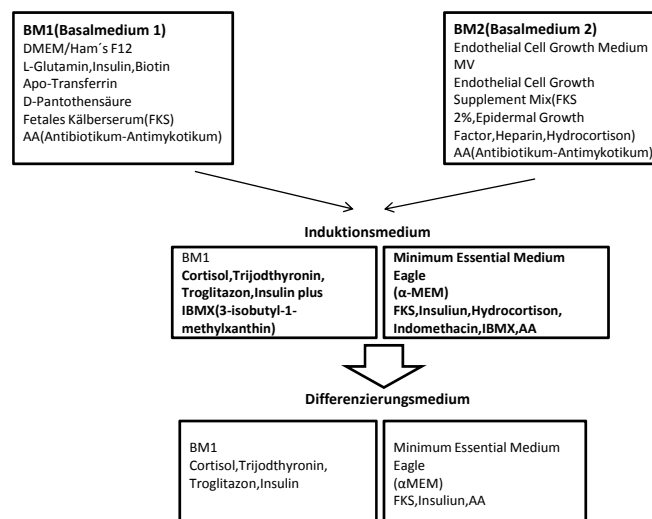 BM1(Basalmedium 1)
DMEM/Ham´s F12
L-Glutamin,Insulin,Biotin
Apo-Transferrin
D-Pantothensäure
Fetales Kälberserum(FKS)
AA(Antibiotikum-Antimykotikum)
BM2(Basalmedium 2)
Endothelial Cell Growth Medium
MV
Endothelial Cell Growth
Supplement Mix(FKS
2%,Epidermal Growth
Factor,Heparin,Hydrocortison)
AA(Antibiotikum-Antimykotikum)
Induktionsmedium
BM1
Cortisol,Trijodthyronin,
Troglitazon,Insulin plus
IBMX(3-isobutyl-1-
methylxanthin)
Minimum Essential Medium
Eagle
(α-MEM)
FKS,Insuliun,Hydrocortison,
Indomethacin,IBMX,AA
Differenzierungsmedium
BM1
Cortisol,Trijodthyronin,
Troglitazon,Insulin
Minimum Essential Medium
Eagle
(αMEM)
FKS,Insuliun,AA